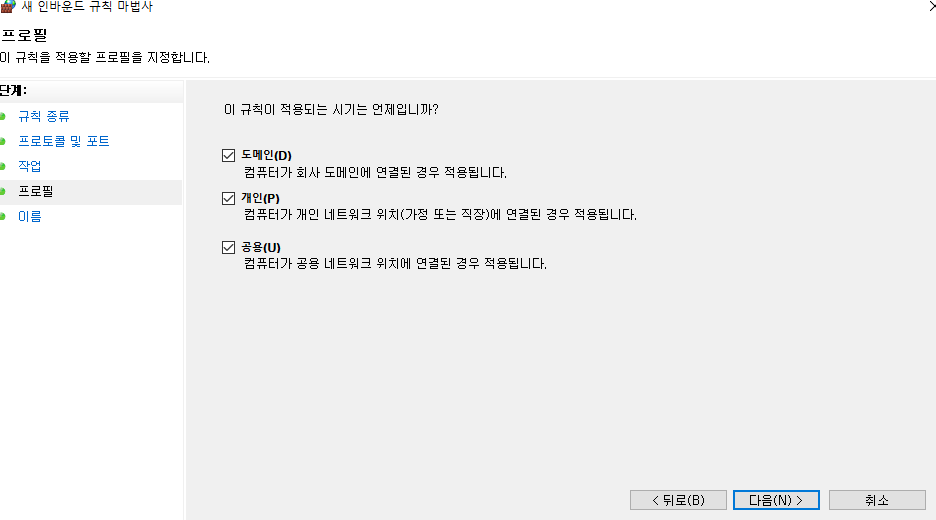 새 인바운드 규칙 마법사
프로필
이 규칙을 적용할 프로필을 지정합니다.
단계:
규칙 종류
프로토콜 및 포트
작업
프로필
이름
이 규칙이 적용되는 시기는 언제입니까?
도메인(D)
컴퓨터가 회사 도메인에 연결된 경우 적용됩니다.
개인(P)
컴퓨터가 개인 네트워크 위치(가정 또는 직장)에 연결된 경우 적용됩니다.
공용(U)
컴퓨터가 공용 네트워크 위치에 연결된 경우 적용됩니다.
< 뒤로(B)
다음(N) >
취소